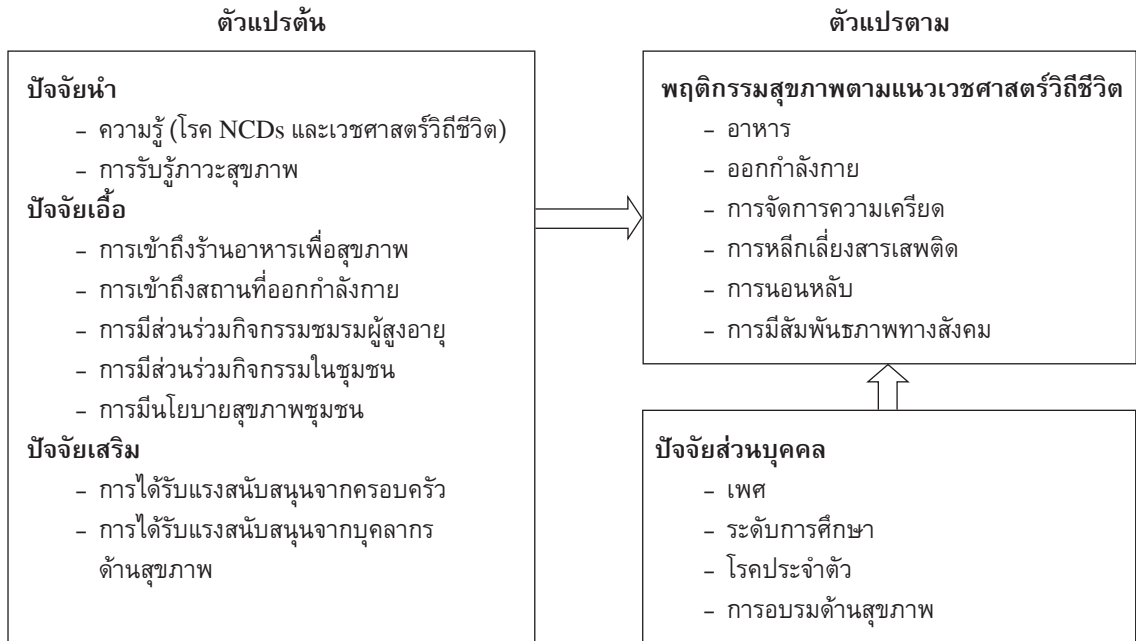 ตัวแปรต้น
ปัจจัยนำ
– ความรู้ (โรค NCDs และเวชศาสตร์วิถีชีวิต)
– การรับรู้ภาวะสุขภาพ
ปัจจัยเอื้อ
– การเข้าถึงร้านอาหารเพื่อสุขภาพ
– การเข้าถึงสถานที่ออกกำลังกาย
– การมีส่วนร่วมกิจกรรมชมรมผู้สูงอายุ
– การมีส่วนร่วมกิจกรรมในชุมชน
– การมีนโยบายสุขภาพชุมชน
ปัจจัยเสริม
– การได้รับแรงสนับสนุนจากครอบครัว
– การได้รับแรงสนับสนุนจากบุคลากร
ด้านสุขภาพ
ตัวแปรตาม
พฤติกรรมสุขภาพตามแนวเวชศาสตร์วิถีชีวิต
– อาหาร
– ออกกำลังกาย
– การจัดการความเครียด
– การหลีกเลี่ยงสารเสพติด
– การนอนหลับ
– การมีสัมพันธภาพทางสังคม
ปัจจัยส่วนบุคคล
– เพศ
– ระดับการศึกษา
– โรคประจำตัว
– การอบรมด้านสุขภาพ